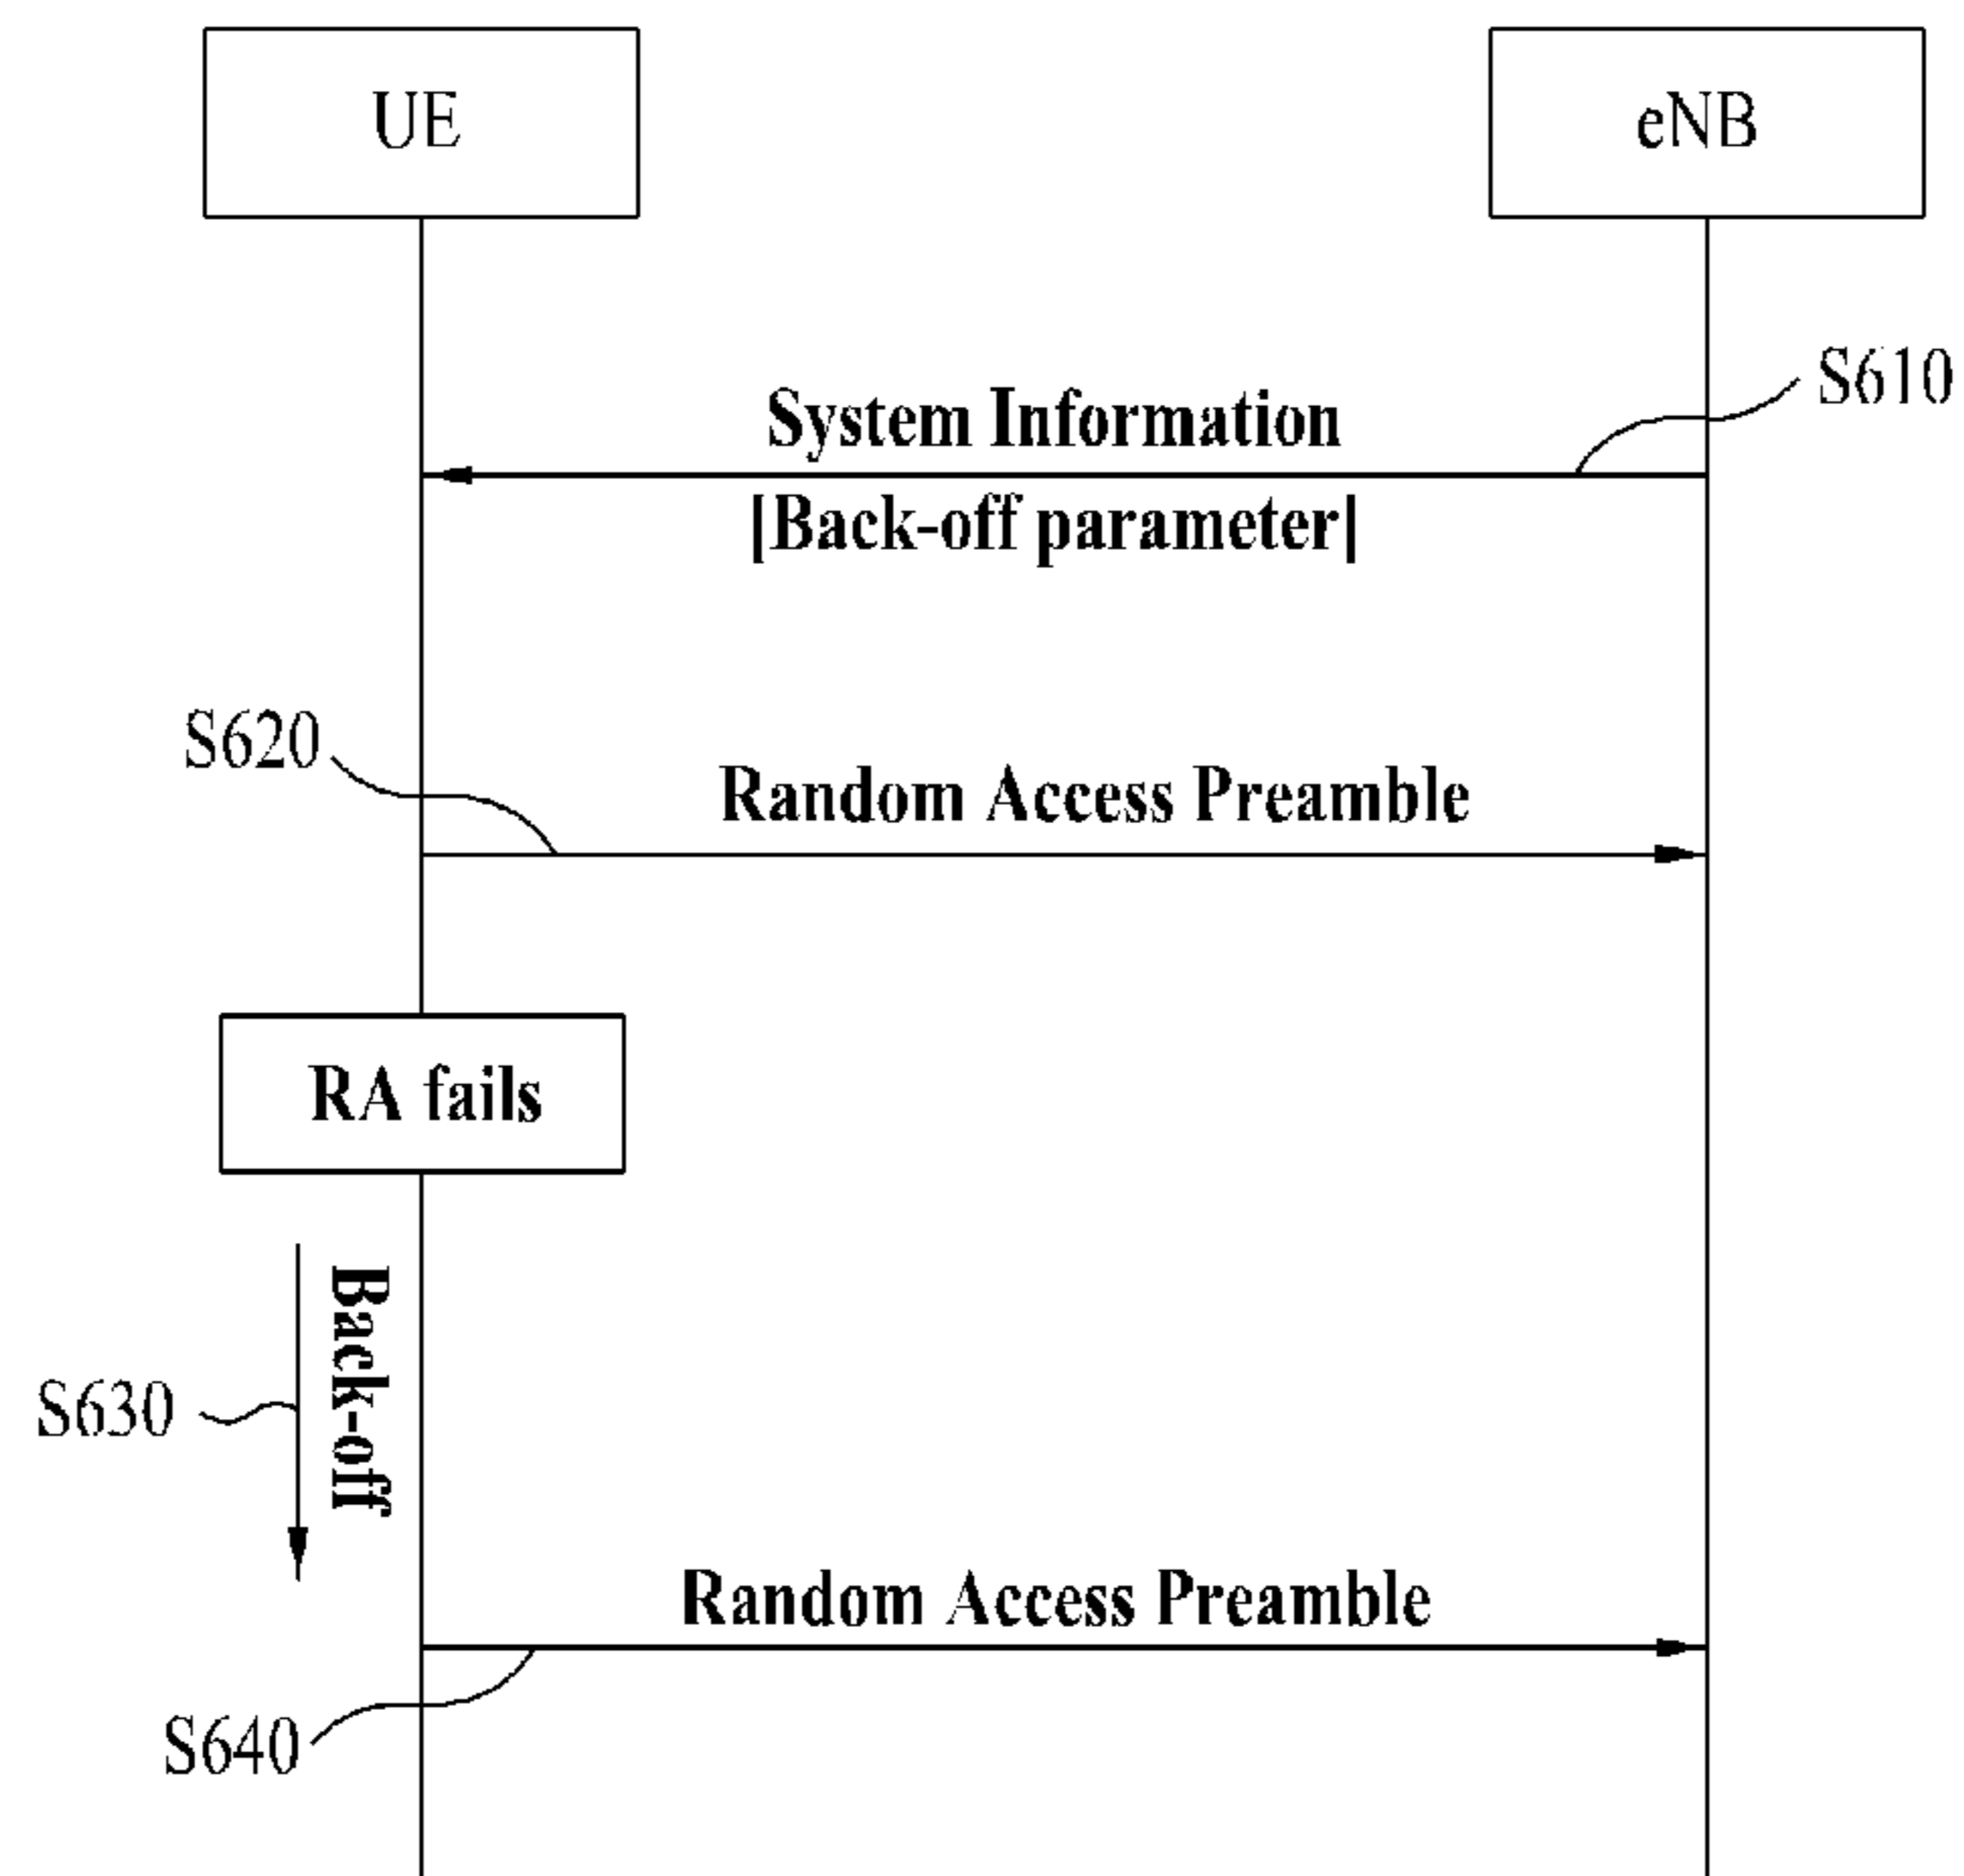 UE
eNB
S610
System Information
[Back-off parameter]
S620
Random Access Preamble
RA fails
Back-off
S630
Random Access Preamble
S640